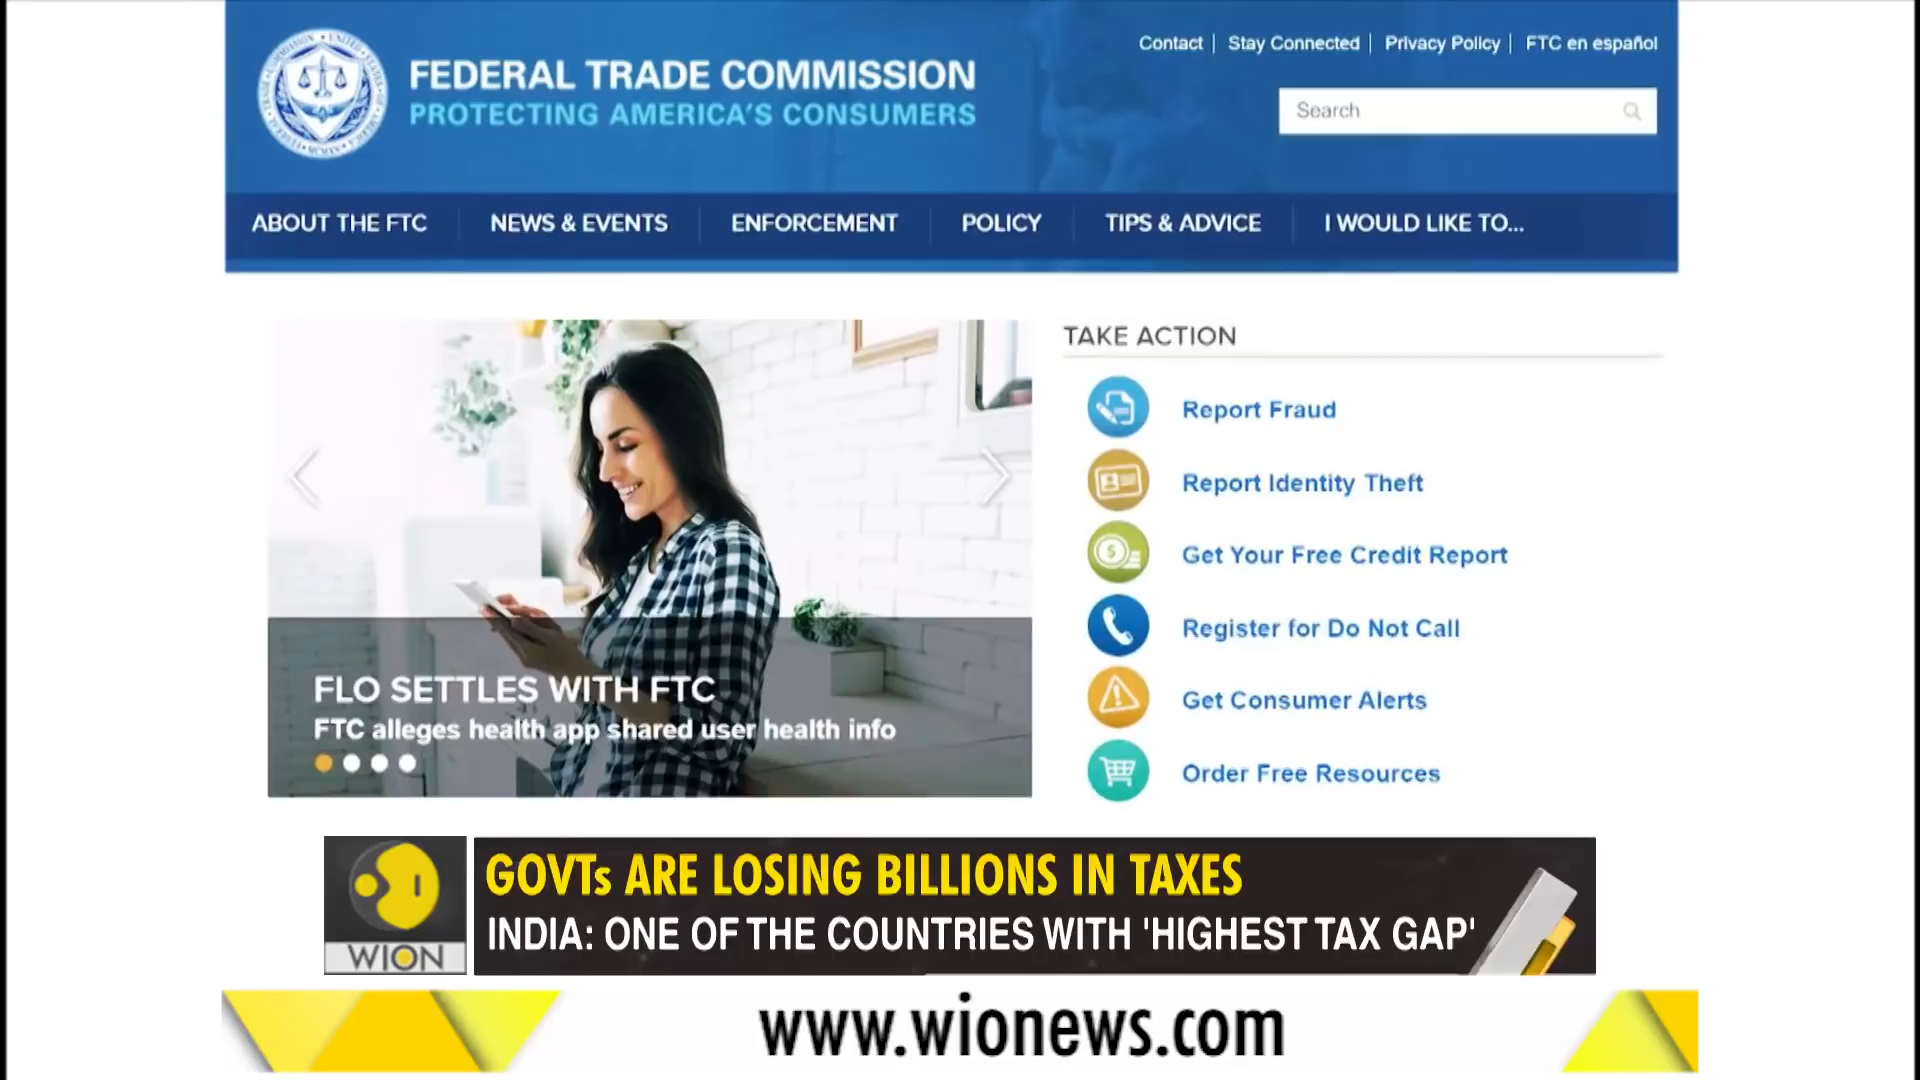 FEDERAL TRADE COMMISSION
PROTECTING AMERICA'S CONSUMERS
Contact | Stay Connected | Privacy Policy | FTC en español
Search
ABOUT THE FTC NEWS & EVENTS ENFORCEMENT POLICY TIPS & ADVICE I WOULD LIKE TO...
FLO SETTLES WITH FTC
FTC alleges health app shared user health info
TAKE ACTION
Report Fraud
Report Identity Theft
Get Your Free Credit Report
Register for Do Not Call
Get Consumer Alerts
Order Free Resources
WION
GOVTs ARE LOSING BILLIONS IN TAXES
INDIA: ONE OF THE COUNTRIES WITH 'HIGHEST TAX GAP'
www.wionews.com